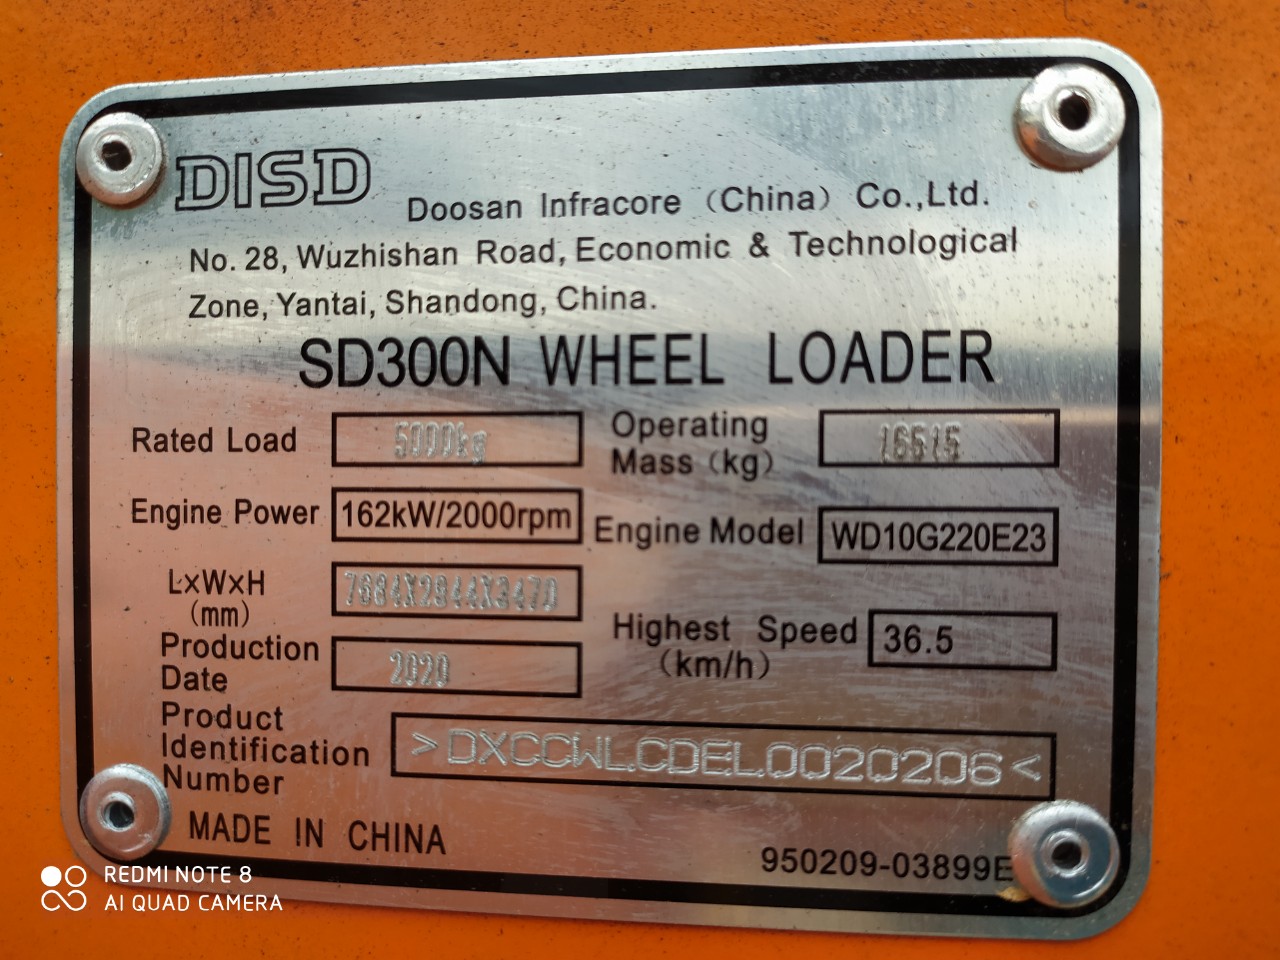 DISD
Doosan Infracore (China) Co.,Ltd.
No. 28, Wuzhishan Road, Economic & Technological
Zone, Yantai, Shandong, China.
SD300N WHEEL LOADER
Rated Load 5000kg
Operating
Mass (kg) 16515
Engine Power 162kW/2000rpm
Engine Model WD10G220E23
L×W×H
(mm) 7684X2944X3470
Highest Speed
(km/h) 36.5
Production
Date 2020
Product
Identification
Number >DXCCWLCDEL0020206<
MADE IN CHINA
950209-03899E
REDMI NOTE 8
AI QUAD CAMERA